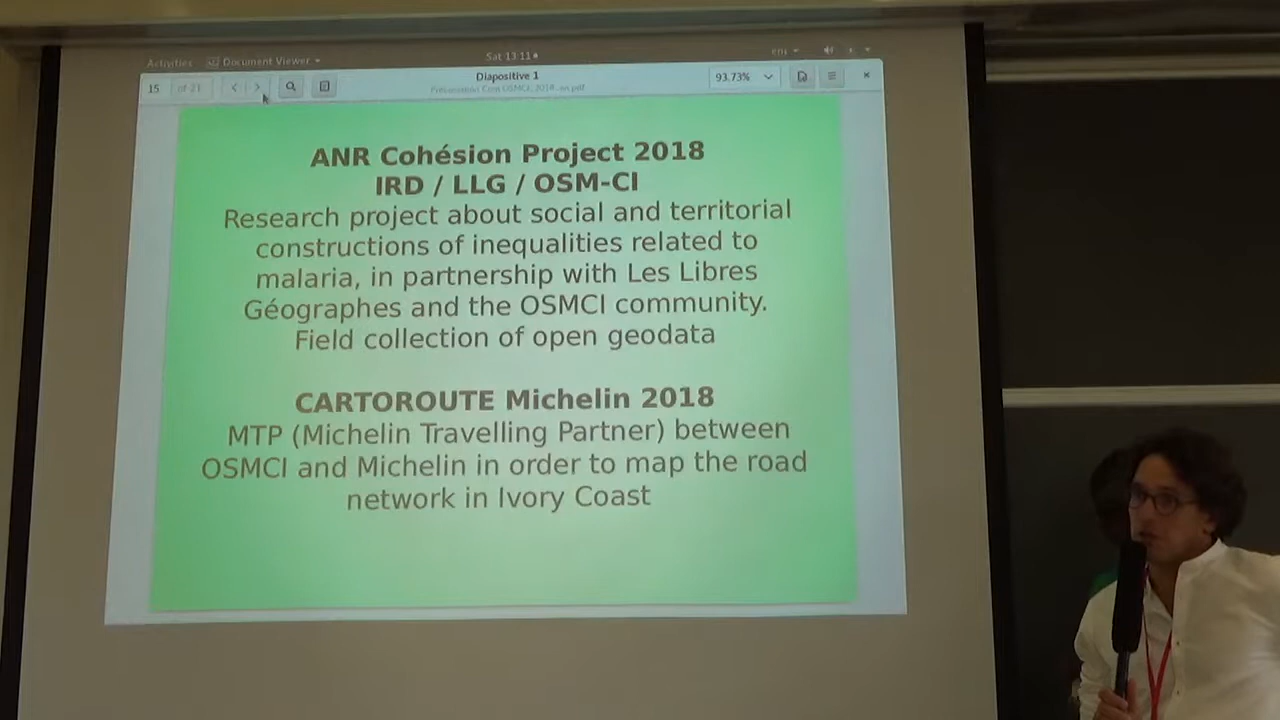 Activities Document Viewer Sat 13:11 en
15 of 21 Diapositive 1 93.73%
ANR Cohésion Project 2018
IRD / LLG / OSM-CI
Research project about social and territorial
constructions of inequalities related to
malaria, in partnership with Les Libres
Géographes and the OSMCI community.
Field collection of open geodata
CARTOROUTE Michelin 2018
MTP (Michelin Travelling Partner) between
OSMCI and Michelin in order to map the road
network in Ivory Coast